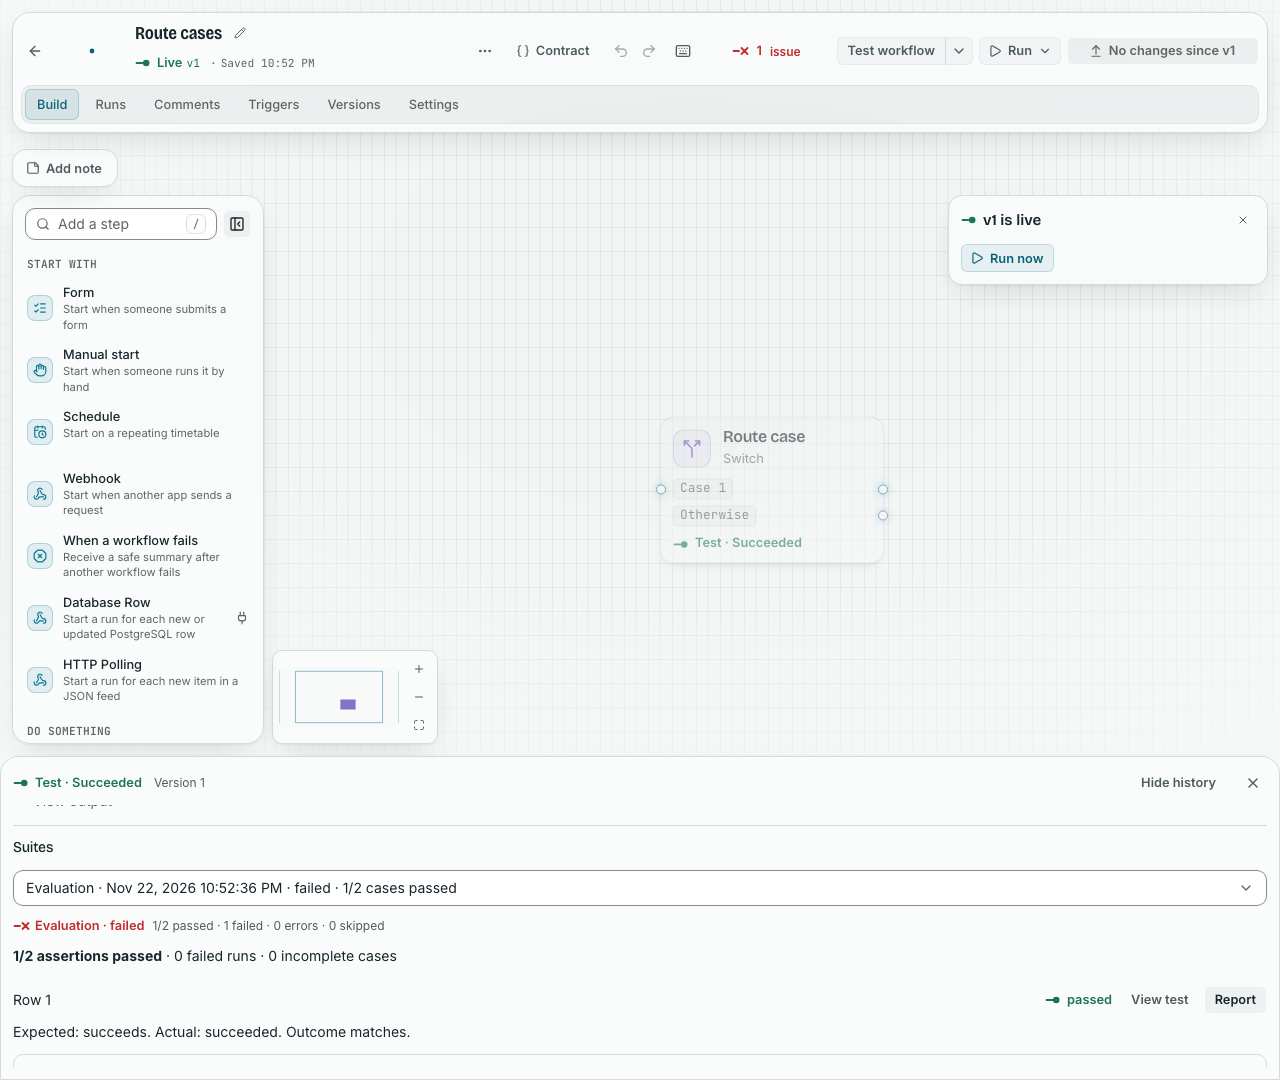 Route cases
Live v1 · Saved 10:52 PM
{ } Contract
1 issue
Test workflow
Run
No changes since v1
Build
Runs
Comments
Triggers
Versions
Settings
Add note
Add a step /
START WITH
Form
Start when someone submits a
form
Manual start
Start when someone runs it by
hand
Schedule
Start on a repeating timetable
Webhook
Start when another app sends a
request
When a workflow fails
Receive a safe summary after
another workflow fails
Database Row
Start a run for each new or
updated PostgreSQL row
HTTP Polling
Start a run for each new item in a
JSON feed
DO SOMETHING
v1 is live
Run now
Route case
Switch
Case 1
Otherwise
Test · Succeeded
Test · Succeeded Version 1
Hide history
Suites
Evaluation · Nov 22, 2026 10:52:36 PM · failed · 1/2 cases passed
Evaluation · failed 1/2 passed · 1 failed · 0 errors · 0 skipped
1/2 assertions passed · 0 failed runs · 0 incomplete cases
Row 1
passed
View test
Report
Expected: succeeds. Actual: succeeded. Outcome matches.